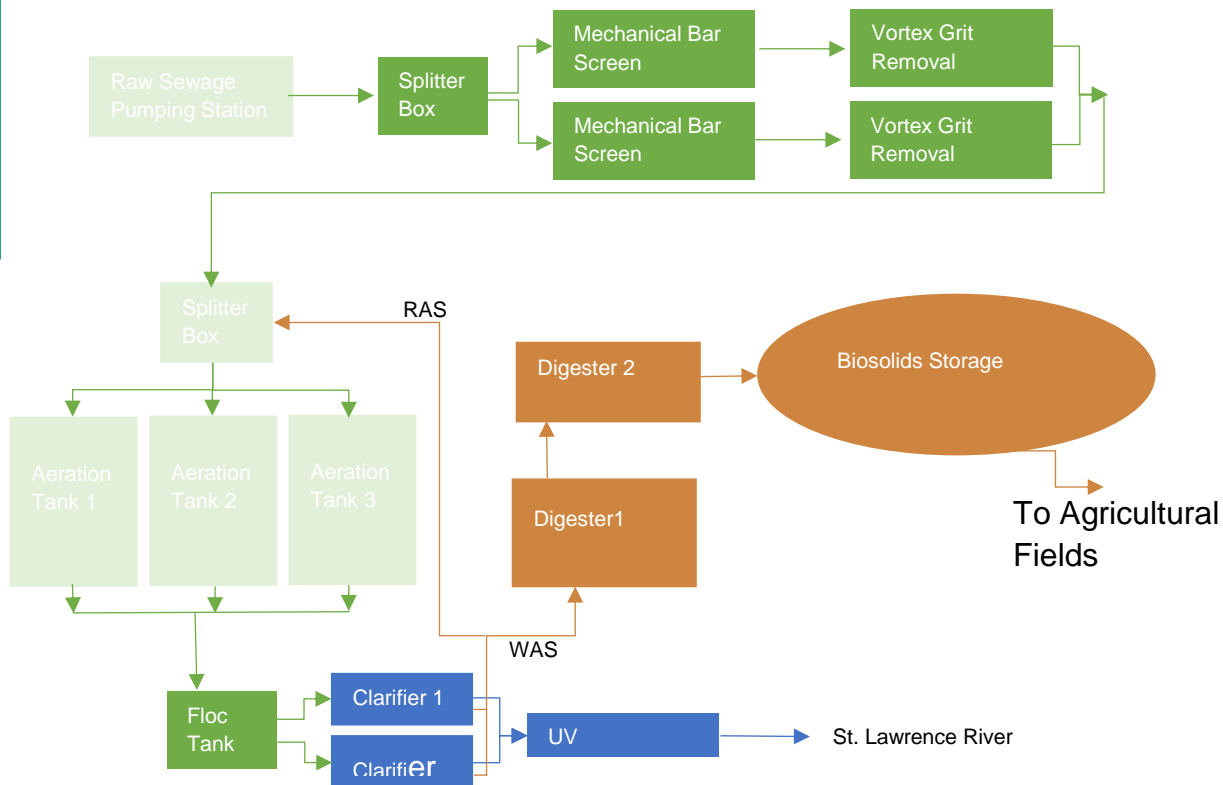 Raw Sewage
Pumping Station
Splitter
Box
Mechanical Bar
Screen
Vortex Grit
Removal
Mechanical Bar
Screen
Vortex Grit
Removal
Splitter
Box
RAS
Digester 2
Biosolids Storage
Aeration
Tank 1
Aeration
Tank 2
Aeration
Tank 3
Digester1
To Agricultural
Fields
WAS
Floc
Tank
Clarifier 1
Clarifier
UV
St. Lawrence River